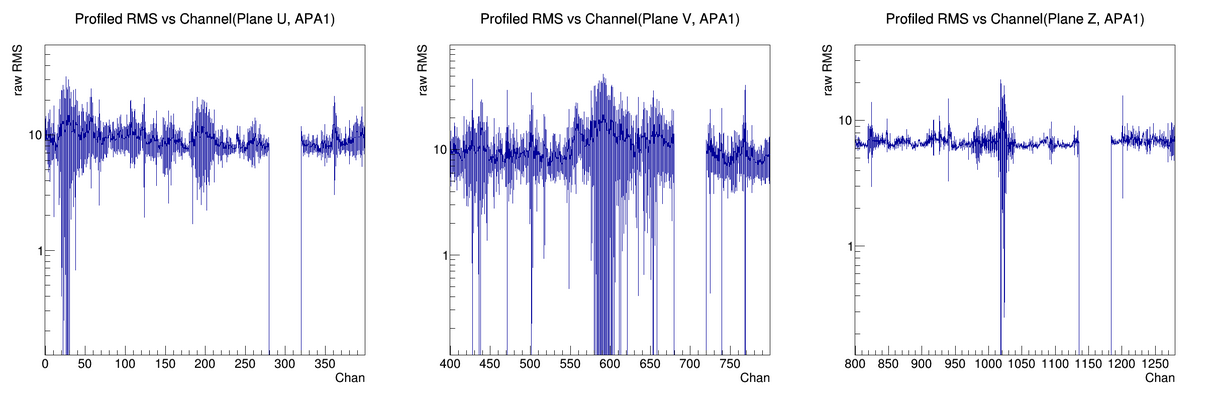 Profiled RMS vs Channel(Plane U, APA1)
raw RMS
10
1
0 50 100 150 200 250 300 350
Chan
Profiled RMS vs Channel(Plane V, APA1)
raw RMS
10
1
400 450 500 550 600 650 700 750
Chan
Profiled RMS vs Channel(Plane Z, APA1)
raw RMS
10
1
800 850 900 950 1000 1050 1100 1150 1200 1250
Chan